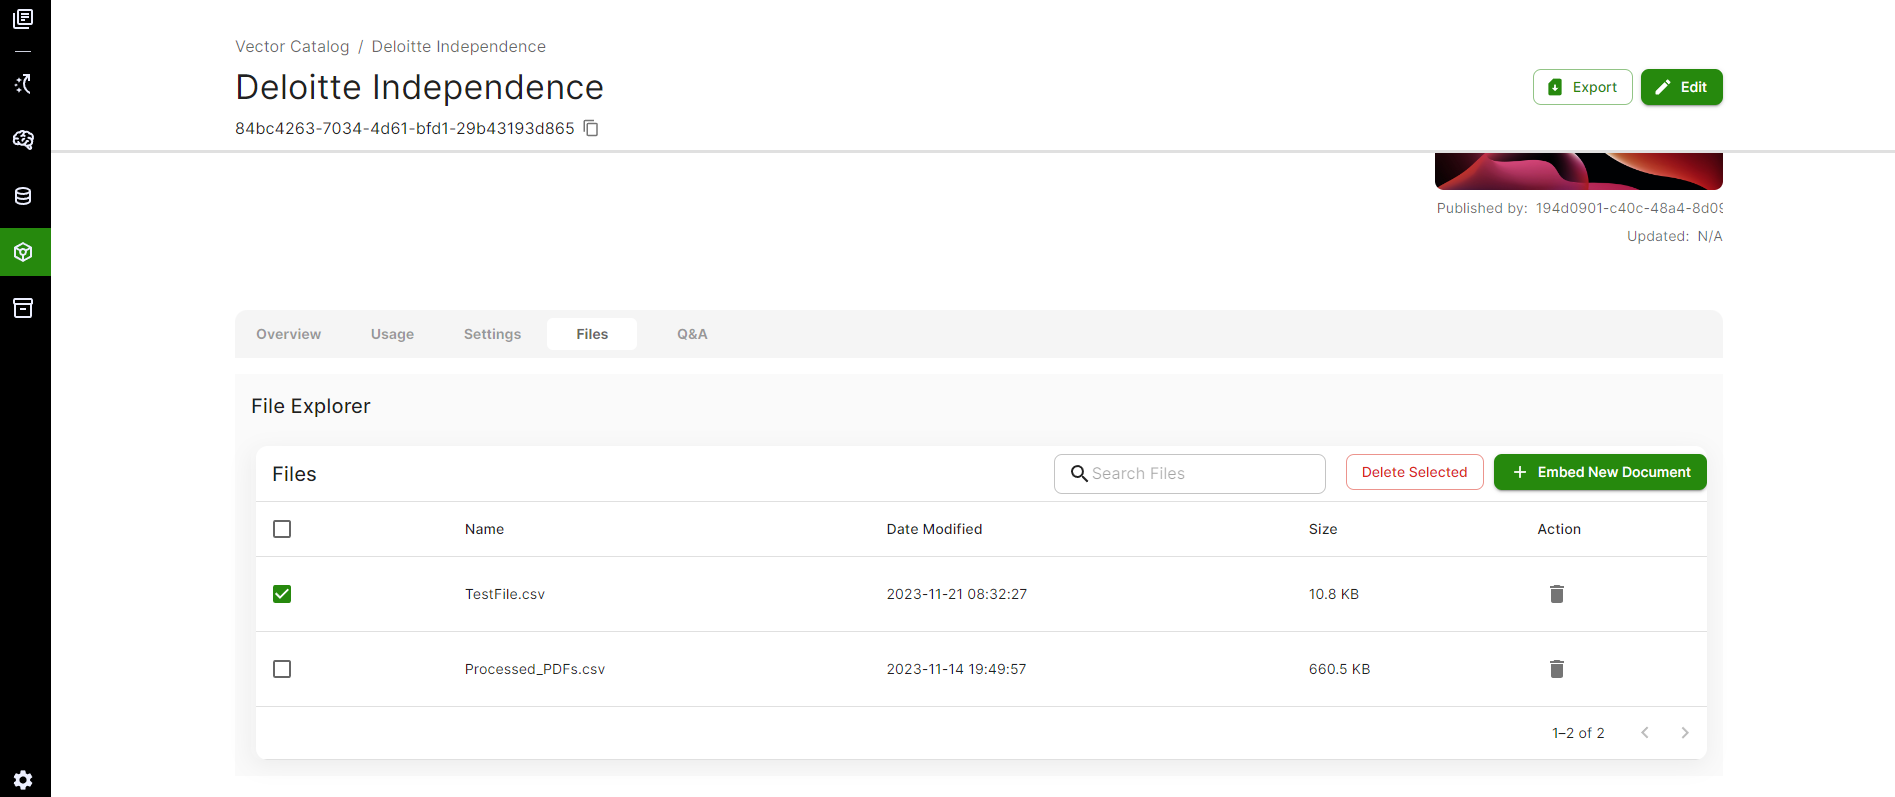 Vector Catalog / Deloitte Independence
Deloitte Independence
Export
Edit
84bc4263-7034-4d61-bfd1-29b43193d865
Published by: 194d0901-c40c-48a4-8d09
Updated: N/A
Overview Usage Settings Files Q&A
File Explorer
Files
Search Files
Delete Selected
+ Embed New Document
Name Date Modified Size Action
TestFile.csv 2023-11-21 08:32:27 10.8 KB
Processed_PDFs.csv 2023-11-14 19:49:57 660.5 KB
1–2 of 2